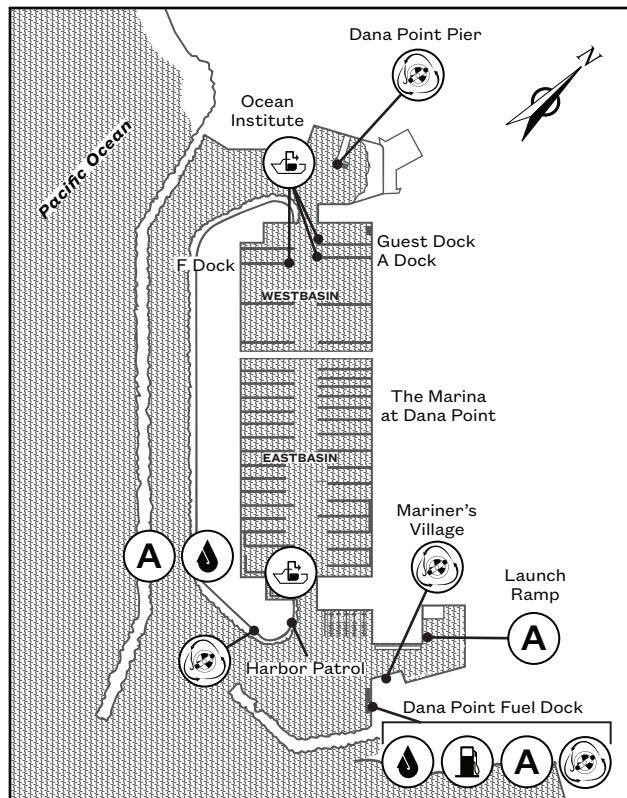 Dana Point Pier
N
Ocean
Institute
Pacific Ocean
Guest Dock
A Dock
F Dock
WESTBASIN
The Marina
at Dana Point
EASTBASIN
Mariner's
Village
A
Launch
Ramp
A
Harbor Patrol
Dana Point Fuel Dock
A